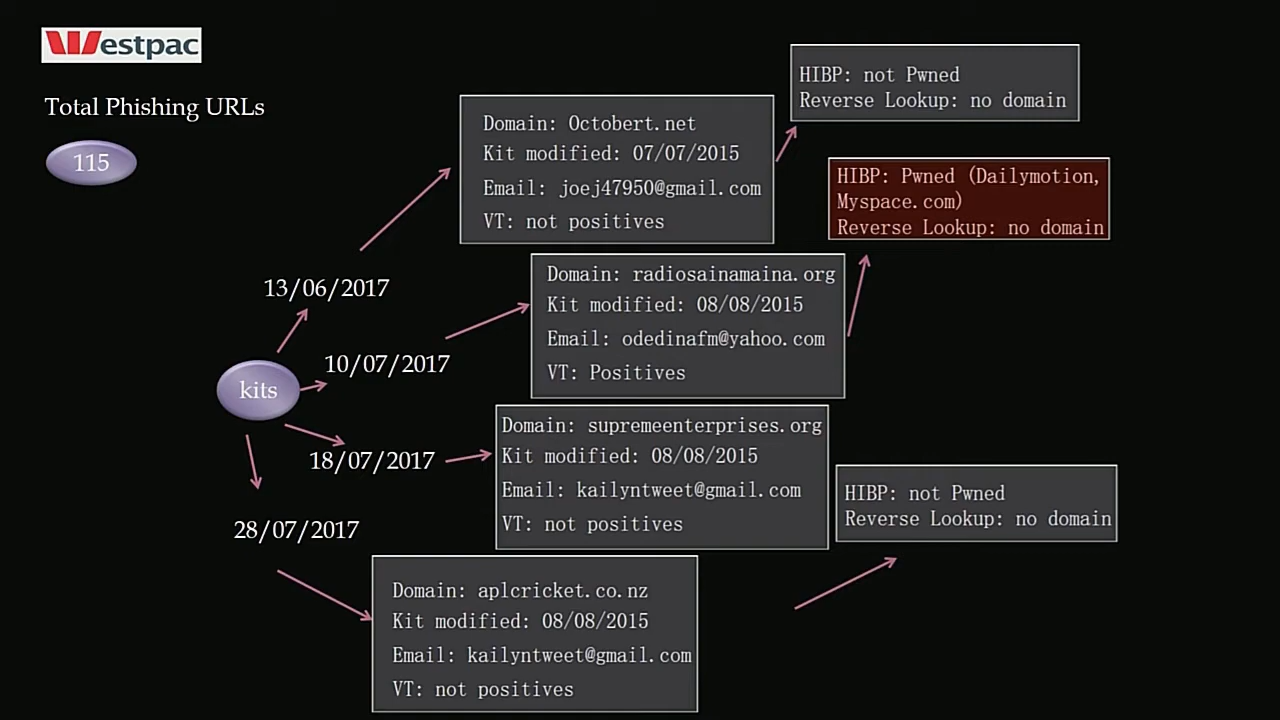 Westpac
Total Phishing URLs
115
kits
13/06/2017
Domain: Octobert.net
Kit modified: 07/07/2015
Email: joej47950@gmail.com
VT: not positives
HIBP: not Pwned
Reverse Lookup: no domain
10/07/2017
Domain: radiosainamaina.org
Kit modified: 08/08/2015
Email: odedinafm@yahoo.com
VT: Positives
HIBP: Pwned (Dailymotion,
Myspace.com)
Reverse Lookup: no domain
18/07/2017
Domain: supremeenterprises.org
Kit modified: 08/08/2015
Email: kailyntweet@gmail.com
VT: not positives
28/07/2017
Domain: aplcricket.co.nz
Kit modified: 08/08/2015
Email: kailyntweet@gmail.com
VT: not positives
HIBP: not Pwned
Reverse Lookup: no domain